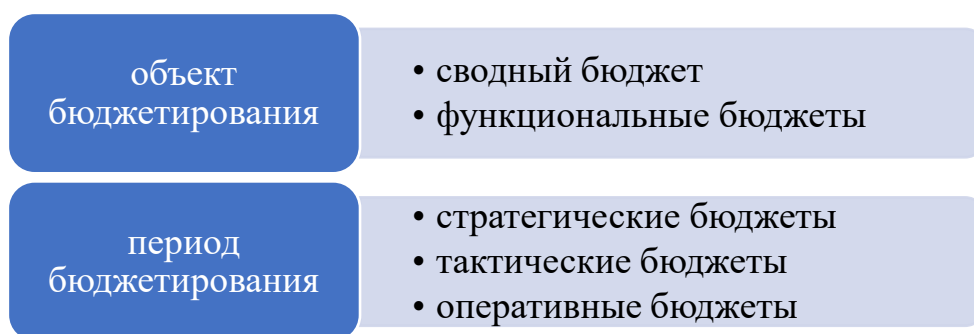 объект
бюджетирования
• сводный бюджет
• функциональные бюджеты
период
бюджетирования
• стратегические бюджеты
• тактические бюджеты
• оперативные бюджеты